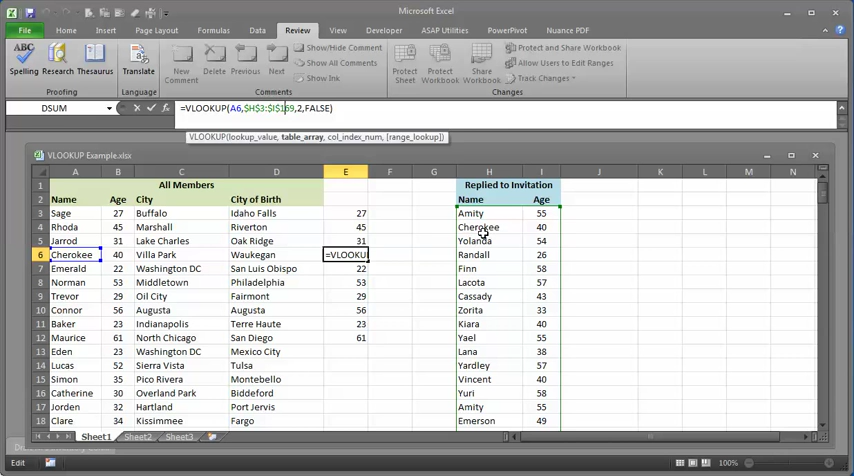 Microsoft Excel
File Home Insert Page Layout Formulas Data Review View Developer ASAP Utilities PowerPivot Nuance PDF
Spelling Research Thesaurus Translate New Comment Delete Previous Next Show/Hide Comment Show All Comments Show Ink Protect Sheet Protect Workbook Share Workbook Protect and Share Workbook Allow Users to Edit Ranges Track Changes
Proofing Language Comments Changes
DSUM =VLOOKUP(A6,$H$3:$I$169,2,FALSE)
VLOOKUP(lookup_value, table_array, col_index_num, [range_lookup])
VLOOKUP Example.xlsx
A B C D E F G H I J K L M N
1 All Members Replied to Invitation
2 Name Age City City of Birth Name Age
3 Sage 27 Buffalo Idaho Falls 27 Amity 55
4 Rhoda 45 Marshall Riverton 45 Cherokee 40
5 Jarrod 31 Lake Charles Oak Ridge 31 Yolanda 54
6 Cherokee 40 Villa Park Waukegan =VLOOKU Randall 26
7 Emerald 22 Washington DC San Luis Obispo 22 Finn 58
8 Norman 53 Middletown Philadelphia 53 Lacota 57
9 Trevor 29 Oil City Fairmont 29 Cassady 43
10 Connor 56 Augusta Augusta 56 Zorita 33
11 Baker 23 Indianapolis Terre Haute 23 Kiara 40
12 Maurice 61 North Chicago San Diego 61 Yael 55
13 Eden 23 Washington DC Mexico City Lana 38
14 Lucas 52 Sierra Vista Tulsa Yardley 57
15 Simon 35 Pico Rivera Montebello Vincent 40
16 Catherine 30 Overland Park Biddeford Yuri 58
17 Jorden 32 Hartland Port Jervis Amity 55
18 Clare 34 Kissimmee Fargo Emerson 49
Sheet1 Sheet2 Sheet3
Edit 100%